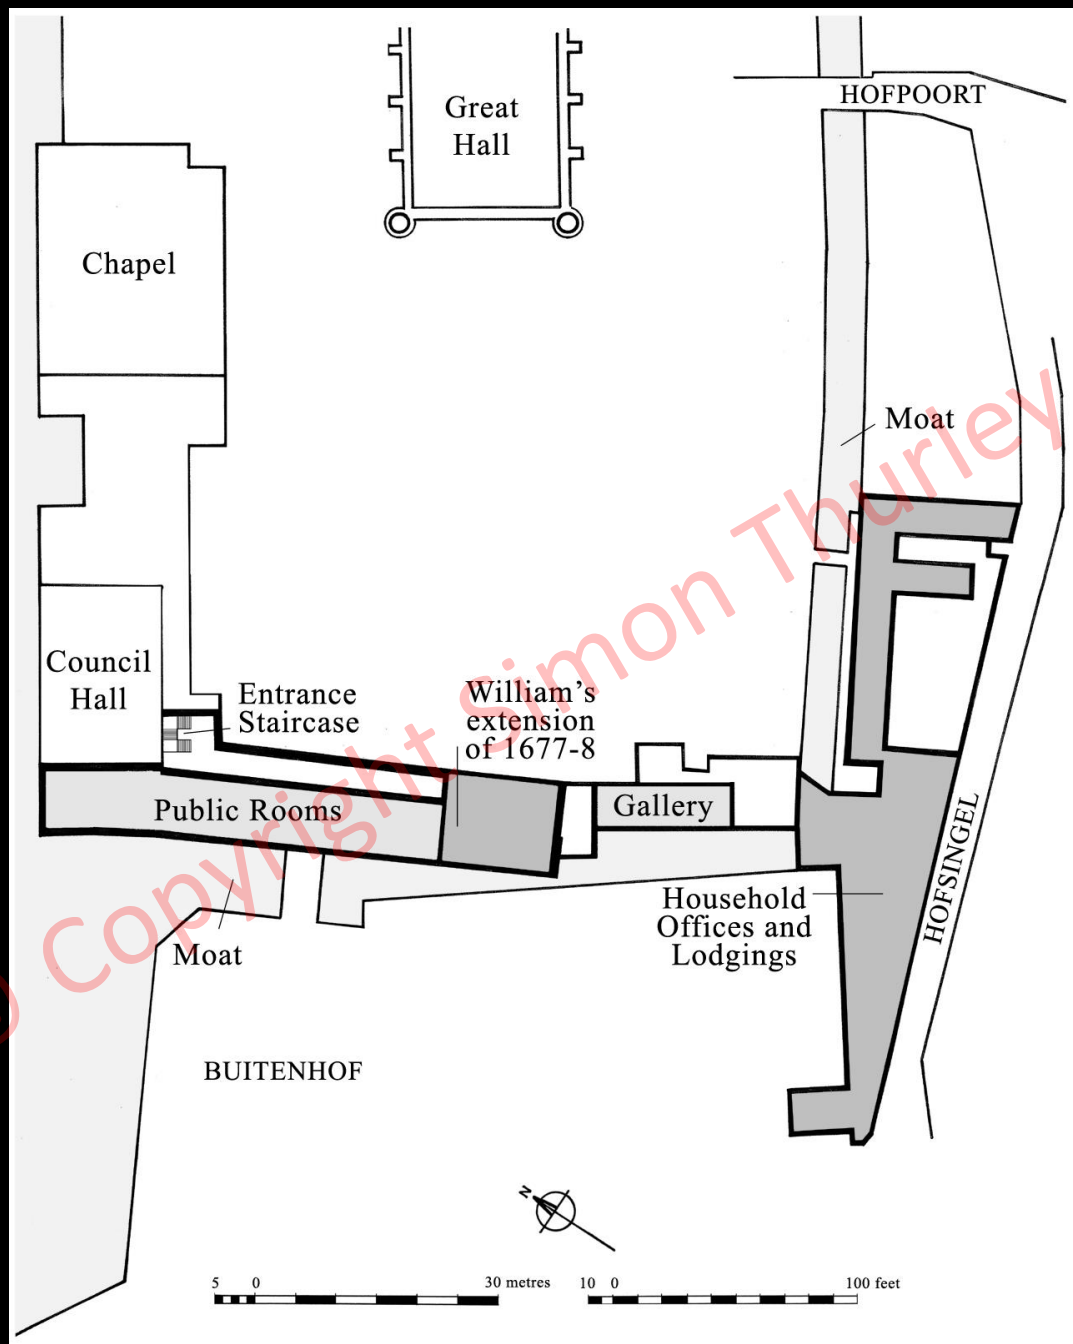 HOFPOORT
Great
Hall
Chapel
Moat
Council
Hall
Entrance
Staircase
William's
extension
of 1677-8
Public Rooms
Gallery
HOFSINGEL
Household
Offices and
Lodgings
Moat
BUITENHOF
N
5 0 30 metres
10 0 100 feet
© Copyright Simon Thurley